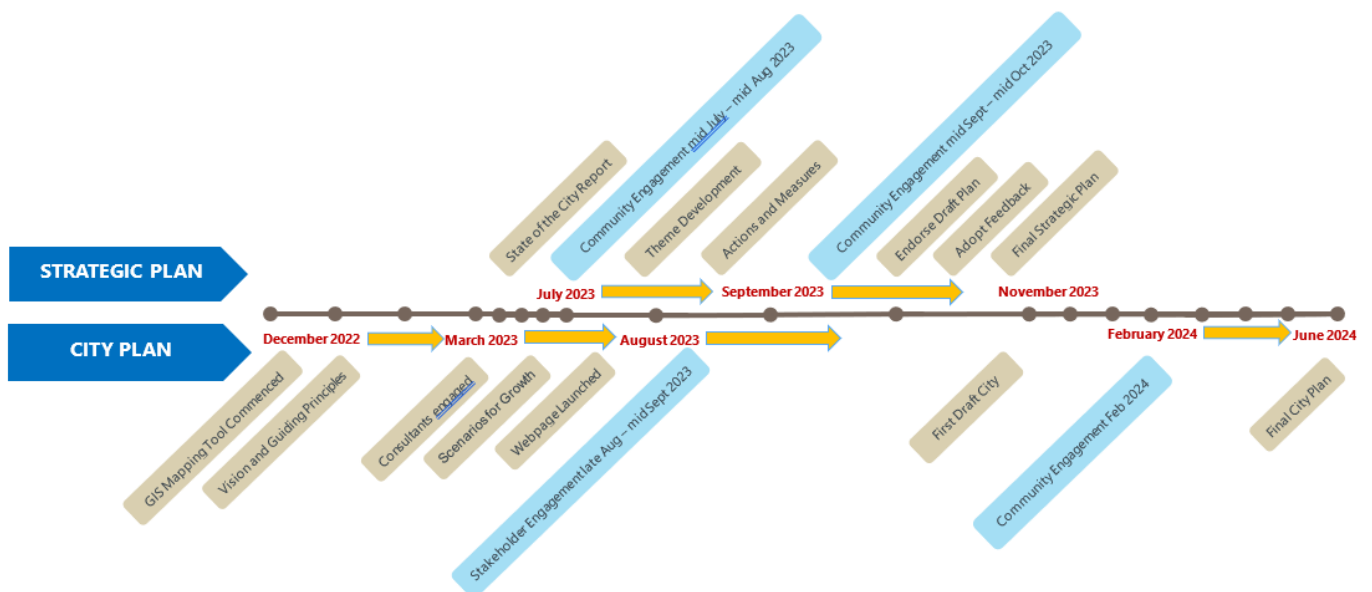 State of the City Report
Community Engagement mid July – mid Aug 2023
Theme Development
Actions and Measures
Community Engagement mid Sept – mid Oct 2023
Endorse Draft Plan
Adopt Feedback
Final Strategic Plan
STRATEGIC PLAN
July 2023
September 2023
November 2023
CITY PLAN
December 2022
March 2023
August 2023
February 2024
June 2024
GIS Mapping Tool Commenced
Vision and Guiding Principles
Consultants engaged
Scenarios for Growth
Webpage Launched
Stakeholder Engagement late Aug – mid Sept 2023
First Draft City
Community Engagement Feb 2024
Final City Plan